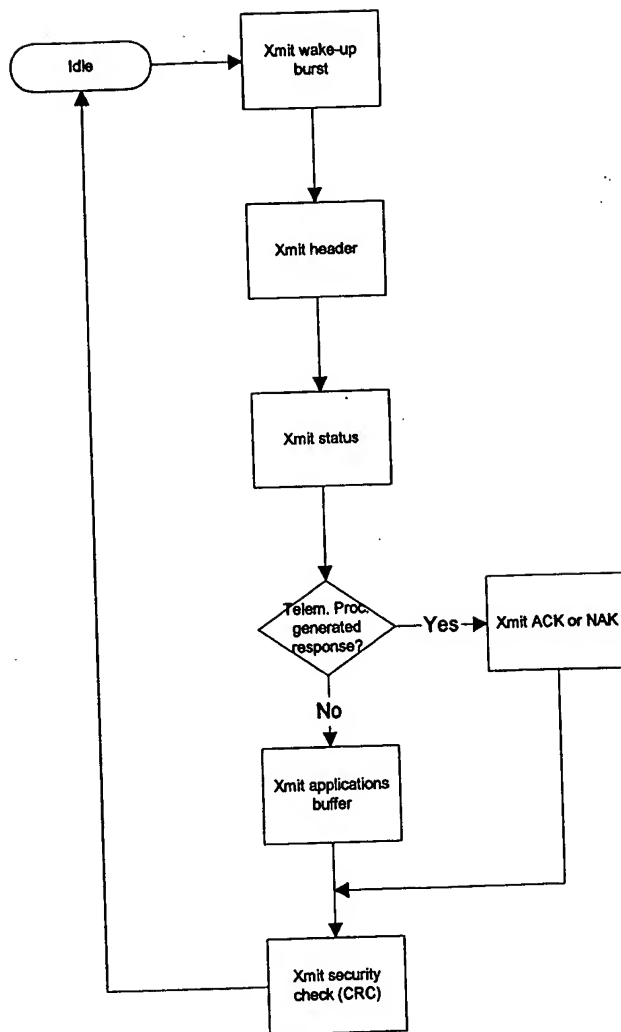 Idle
Xmit wake-up
burst
Xmit header
Xmit status
Telem. Proc.
generated
response?
Yes
Xmit ACK or NAK
No
Xmit applications
buffer
Xmit security
check (CRC)